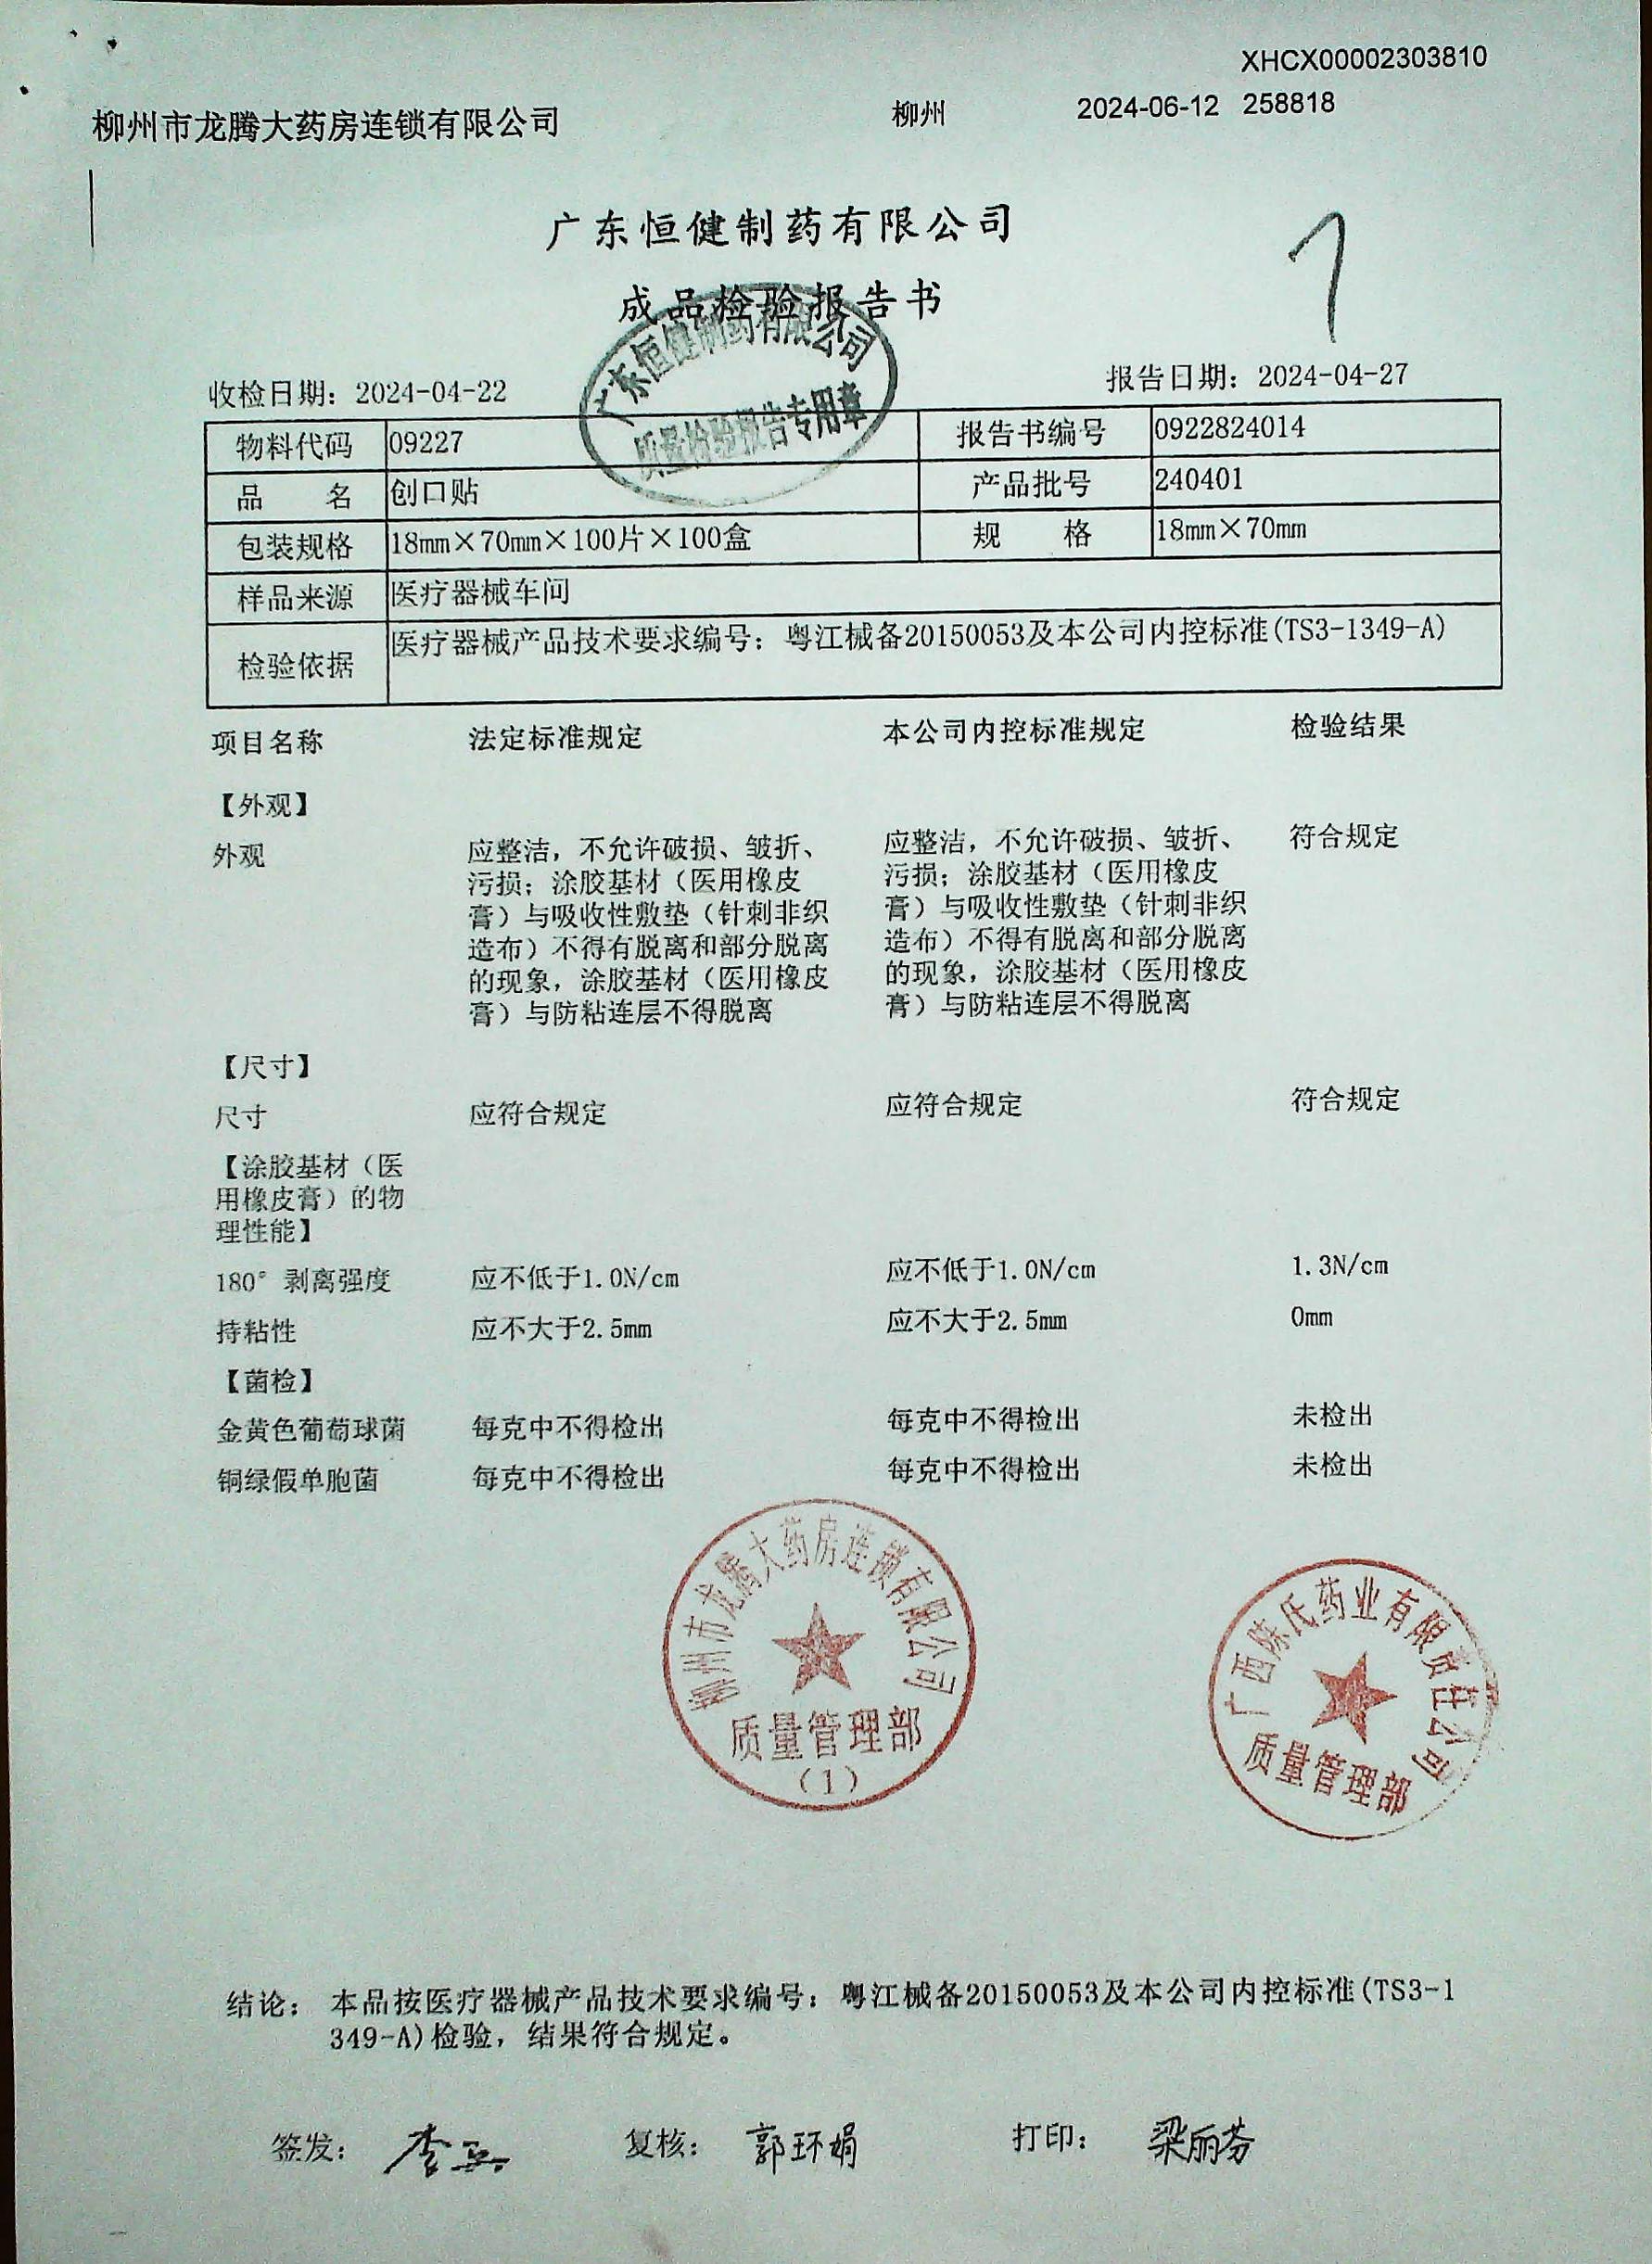 XHCX00002303810
柳州市龙腾大药房连锁有限公司 柳州 2024-06-12 258818
广东恒健制药有限公司
成品检验报告书
广东恒健制药有限公司
质量检验报告专用章
收检日期：2024-04-22 报告日期：2024-04-27
物料代码 09227 报告书编号 0922824014
品 名 创口贴 产品批号 240401
包装规格 18mm×70mm×100片×100盒 规 格 18mm×70mm
样品来源 医疗器械车间
检验依据 医疗器械产品技术要求编号：粤江械备20150053及本公司内控标准(TS3-1349-A)
项目名称 法定标准规定 本公司内控标准规定 检验结果
【外观】
外观 应整洁，不允许破损、皱折、 应整洁，不允许破损、皱折、 符合规定
污损；涂胶基材（医用橡皮 污损；涂胶基材（医用橡皮
膏）与吸收性敷垫（针刺非织 膏）与吸收性敷垫（针刺非织
造布）不得有脱离和部分脱离 造布）不得有脱离和部分脱离
的现象，涂胶基材（医用橡皮 的现象，涂胶基材（医用橡皮
膏）与防粘连层不得脱离 膏）与防粘连层不得脱离
【尺寸】
尺寸 应符合规定 应符合规定 符合规定
【涂胶基材（医
用橡皮膏）的物
理性能】
180°剥离强度 应不低于1.0N/cm 应不低于1.0N/cm 1.3N/cm
持粘性 应不大于2.5mm 应不大于2.5mm 0mm
【菌检】
金黄色葡萄球菌 每克中不得检出 每克中不得检出 未检出
铜绿假单胞菌 每克中不得检出 每克中不得检出 未检出
柳州市龙腾大药房连锁有限公司
质量管理部
（1）
广西陈氏药业有限责任公司
质量管理部
结论： 本品按医疗器械产品技术要求编号：粤江械备20150053及本公司内控标准(TS3-1
349-A)检验，结果符合规定。
签发： 复核： 郭环娟 打印： 梁丽芬